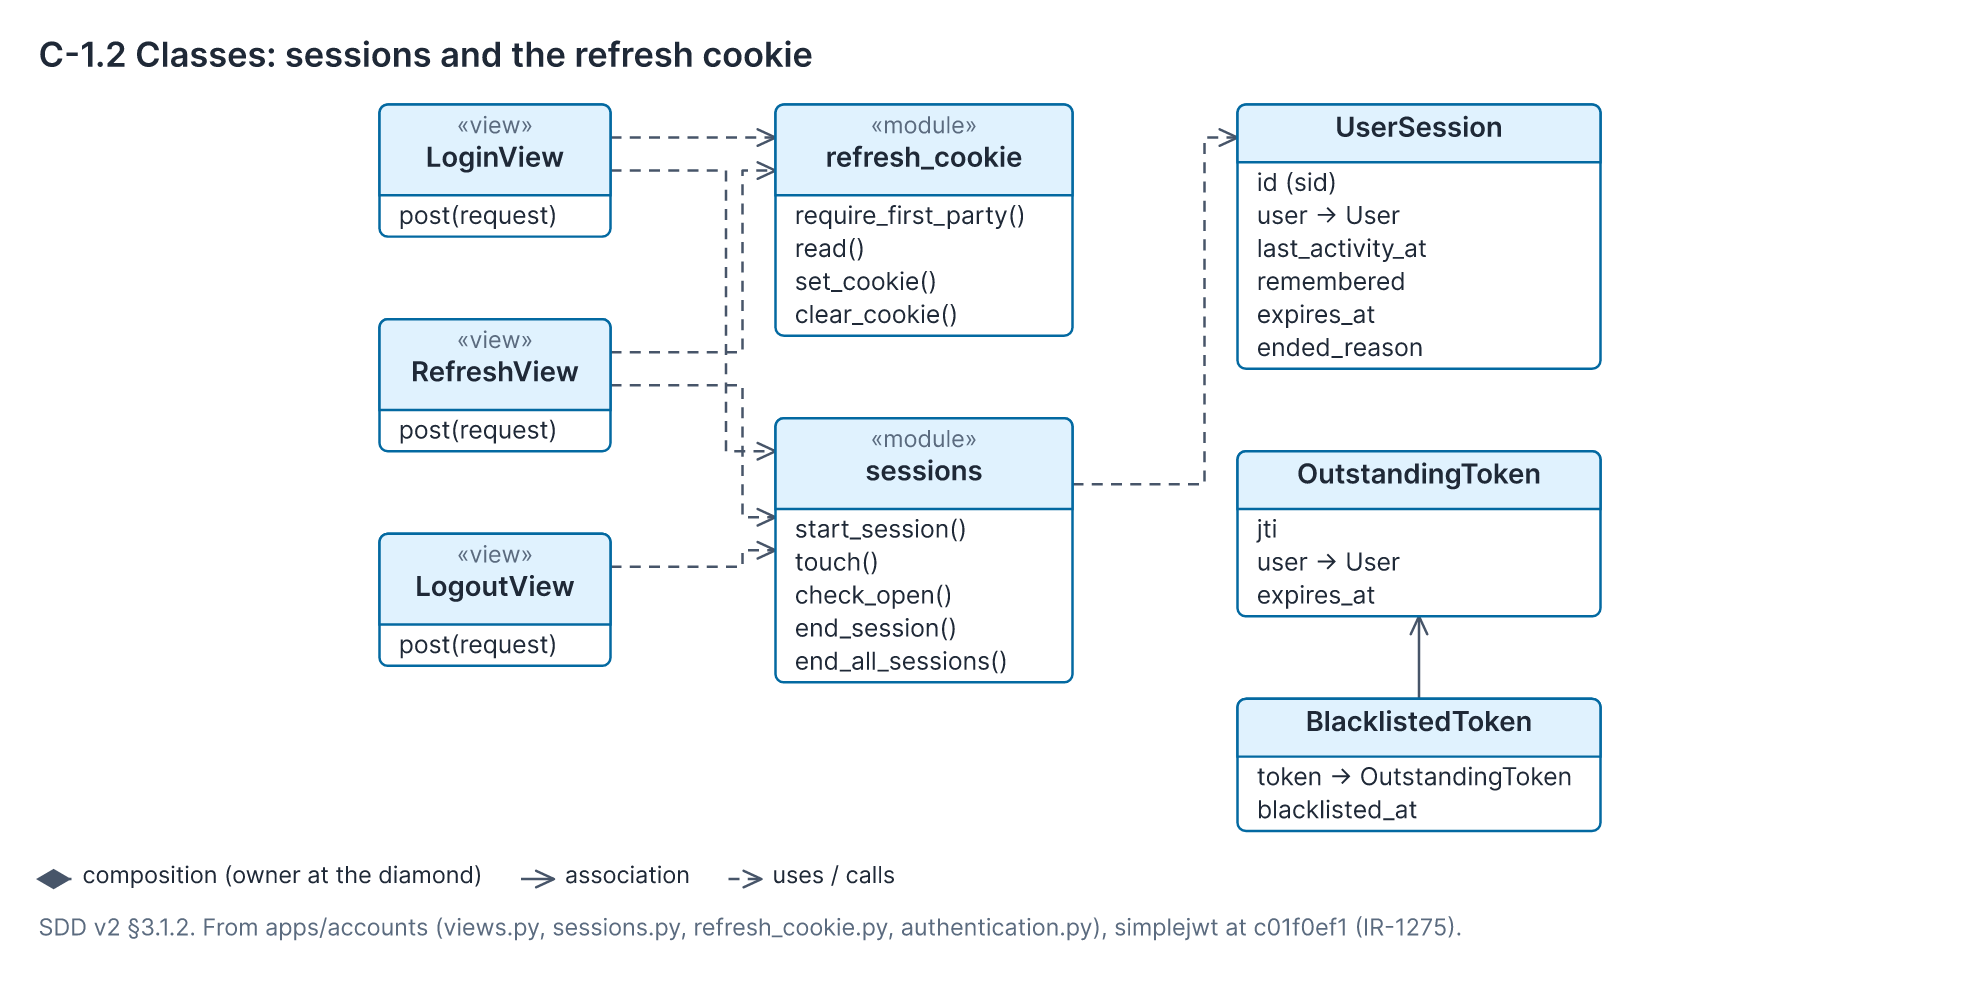 C-1.2 Classes: sessions and the refresh cookie
«view»
LoginView
post(request)
«view»
RefreshView
post(request)
«view»
LogoutView
post(request)
«module»
refresh_cookie
require_first_party()
read()
set_cookie()
clear_cookie()
«module»
sessions
start_session()
touch()
check_open()
end_session()
end_all_sessions()
UserSession
id (sid)
user → User
last_activity_at
remembered
expires_at
ended_reason
OutstandingToken
jti
user → User
expires_at
BlacklistedToken
token → OutstandingToken
blacklisted_at
composition (owner at the diamond)
association
uses / calls
SDD v2 §3.1.2. From apps/accounts (views.py, sessions.py, refresh_cookie.py, authentication.py), simplejwt at c01f0ef1 (IR-1275).